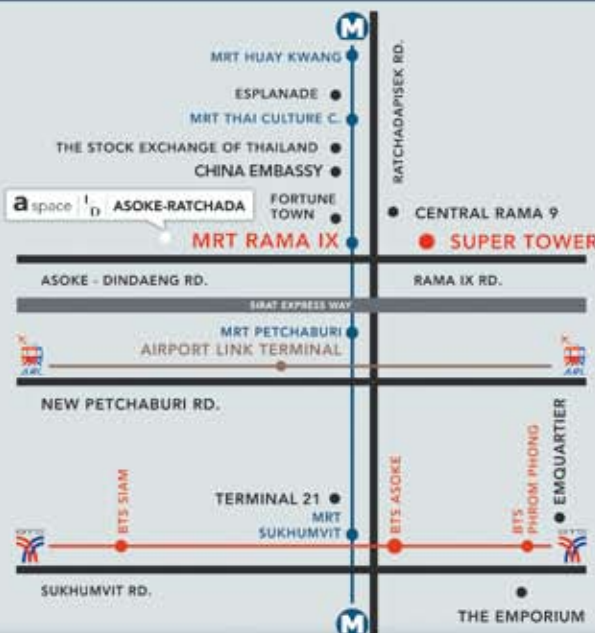 M
MRT HUAY KWANG
RATCHADAPISEK RD.
ESPLANADE
MRT THAI CULTURE C.
THE STOCK EXCHANGE OF THAILAND
CHINA EMBASSY
a space | ID | ASOKE-RATCHADA
FORTUNE
TOWN
CENTRAL RAMA 9
MRT RAMA IX
SUPER TOWER
ASOKE - DINDAENG RD.
RAMA IX RD.
SIRAT EXPRESS WAY
MRT PETCHABURI
AIRPORT LINK TERMINAL
ARL
ARL
NEW PETCHABURI RD.
EMQUARTIER
BTS SIAM
TERMINAL 21
MRT
SUKHUMVIT
BTS ASOKE
BTS
PHROM PHONG
BTS
BTS
SUKHUMVIT RD.
THE EMPORIUM
M